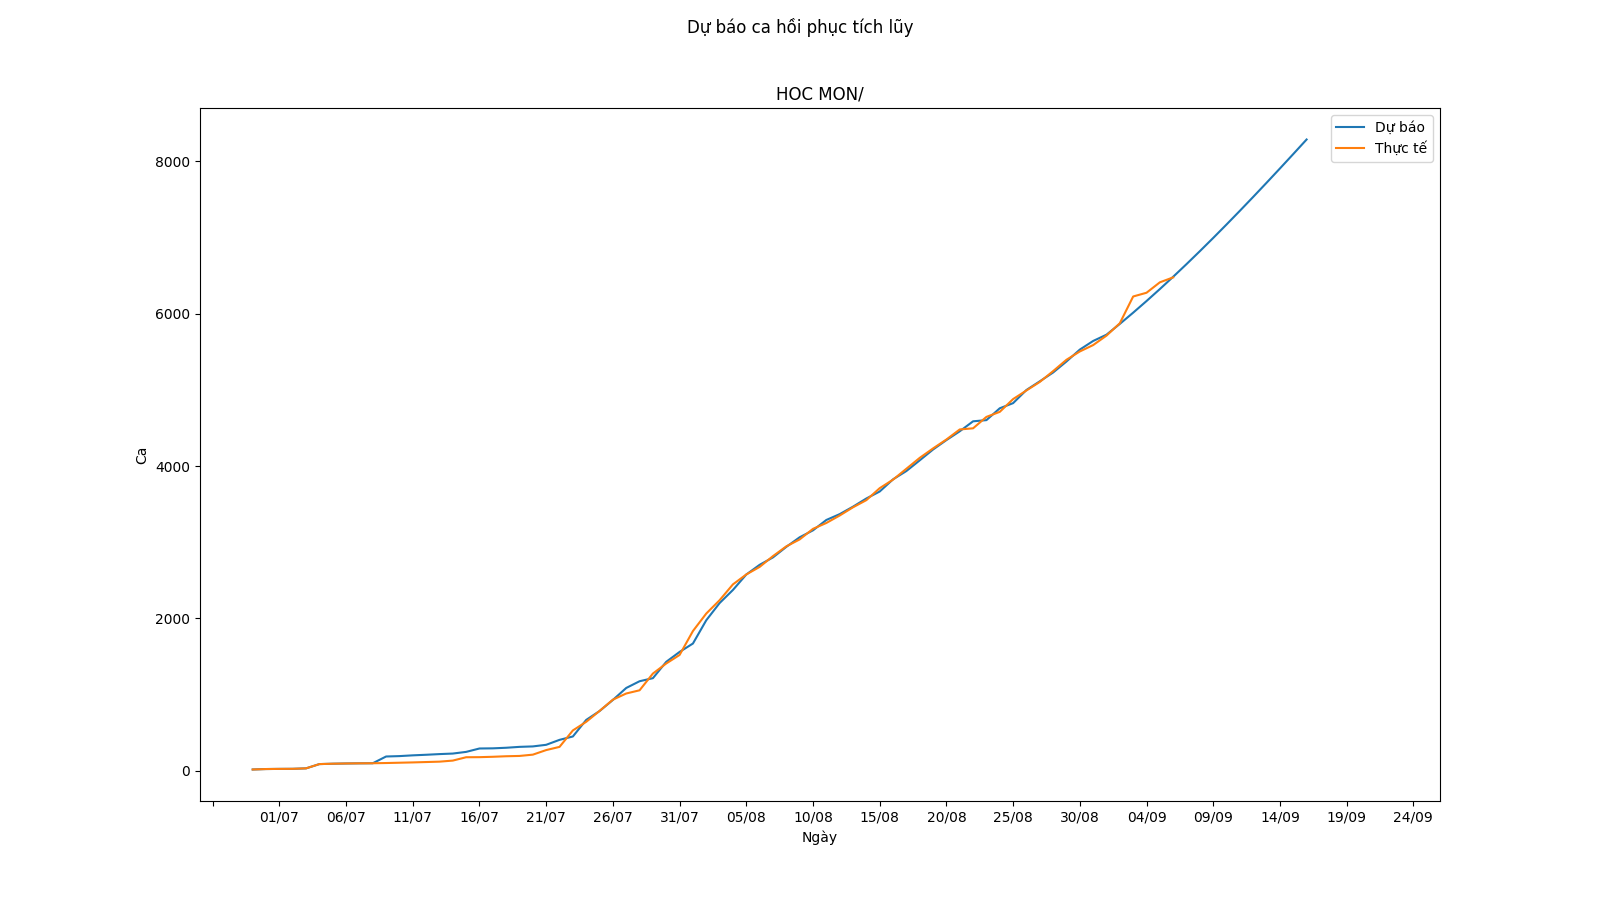 Dự báo ca hồi phục tích lũy
HOC MON/
Dự báo
Thực tế
8000
6000
4000
2000
0
Ca
01/07 06/07 11/07 16/07 21/07 26/07 31/07 05/08 10/08 15/08 20/08 25/08 30/08 04/09 09/09 14/09 19/09 24/09
Ngày